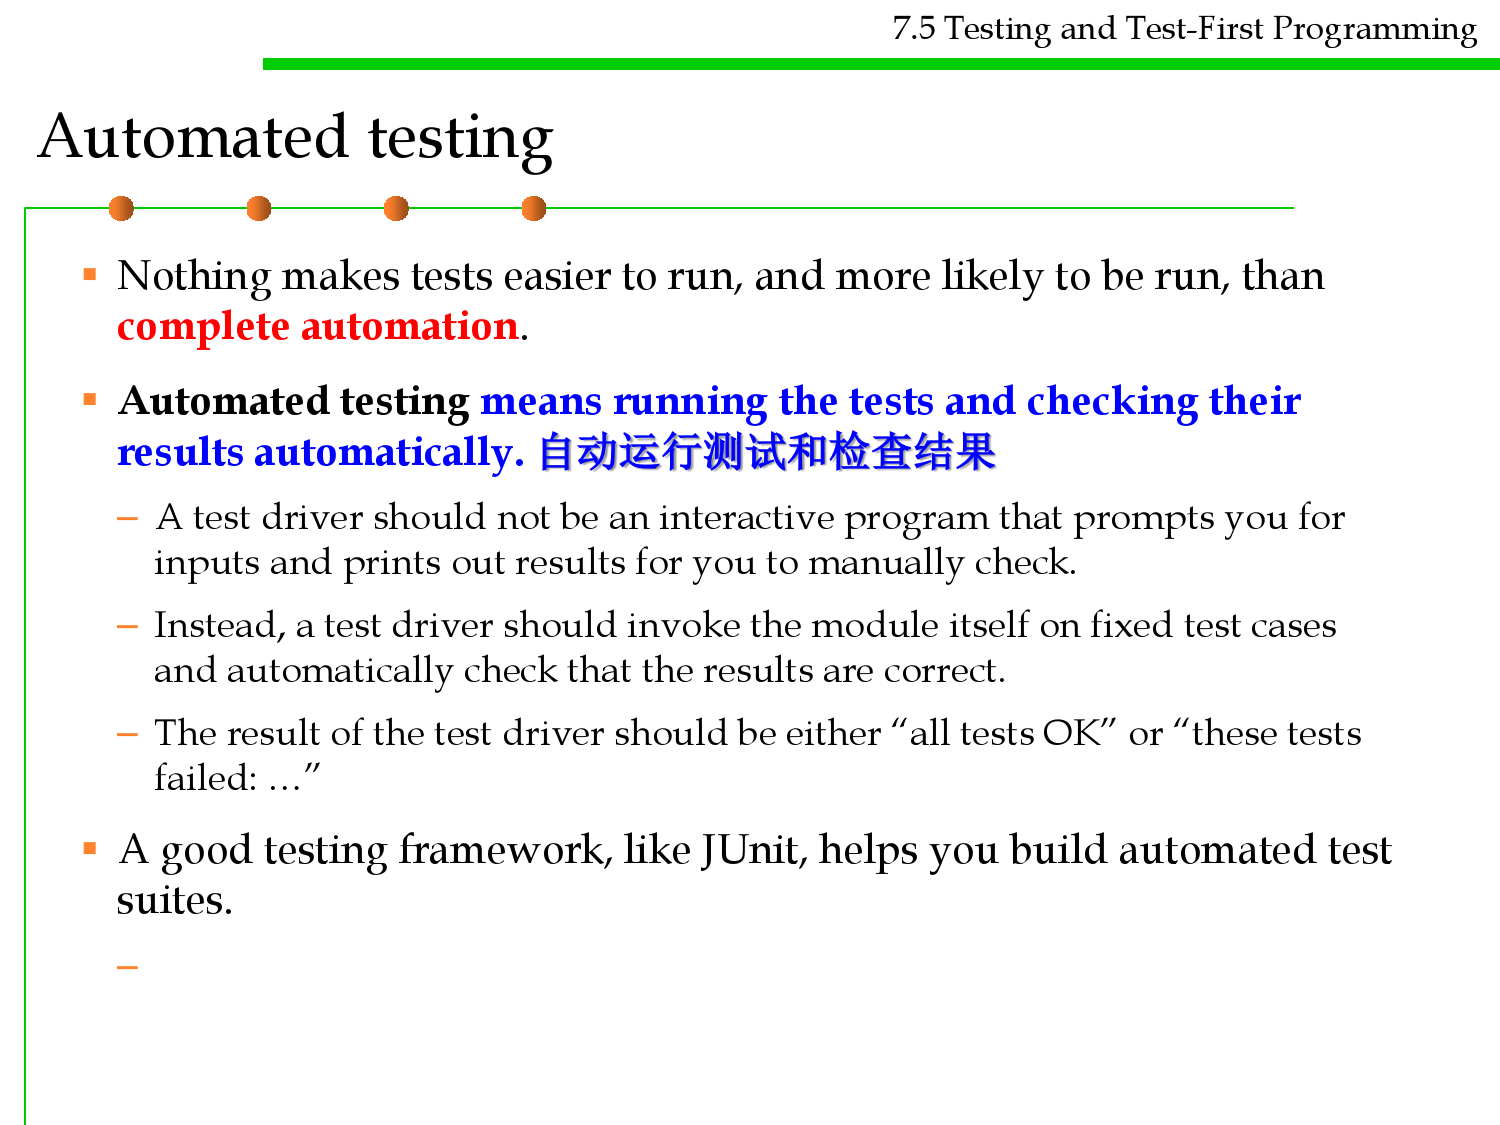 7.5 Testing and Test-First Programming
Automated testing
▪ Nothing makes tests easier to run, and more likely to be run, than
complete automation.
▪ Automated testing means running the tests and checking their
results automatically. 自动运行测试和检查结果
– A test driver should not be an interactive program that prompts you for
inputs and prints out results for you to manually check.
– Instead, a test driver should invoke the module itself on fixed test cases
and automatically check that the results are correct.
– The result of the test driver should be either “all tests OK” or “these tests
failed: …”
▪ A good testing framework, like JUnit, helps you build automated test
suites.
–